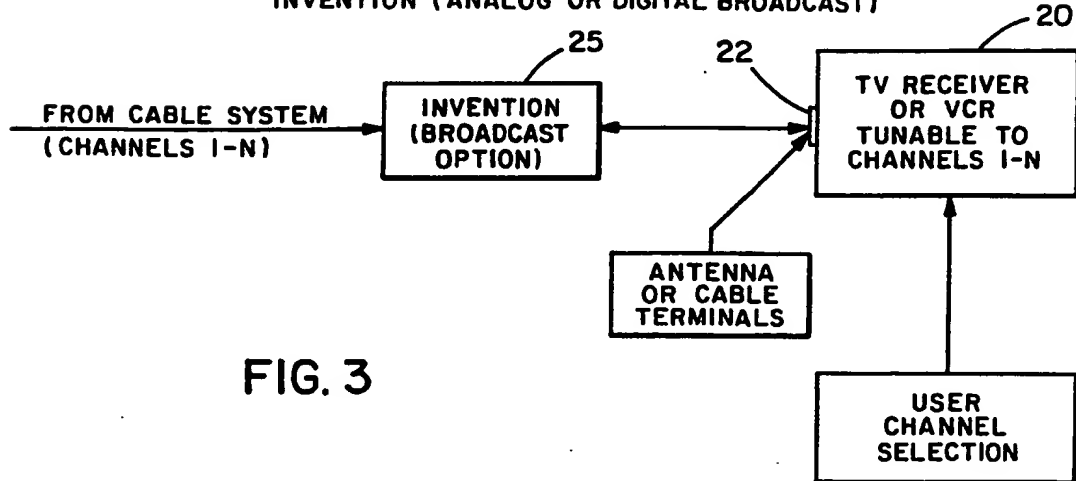 INVENTION (ANALOG OR DIGITAL BROADCAST)
20
25
22
FROM CABLE SYSTEM
(CHANNELS 1-N)
INVENTION
(BROADCAST
OPTION)
TV RECEIVER
OR VCR
TUNABLE TO
CHANNELS 1-N
ANTENNA
OR CABLE
TERMINALS
FIG. 3
USER
CHANNEL
SELECTION